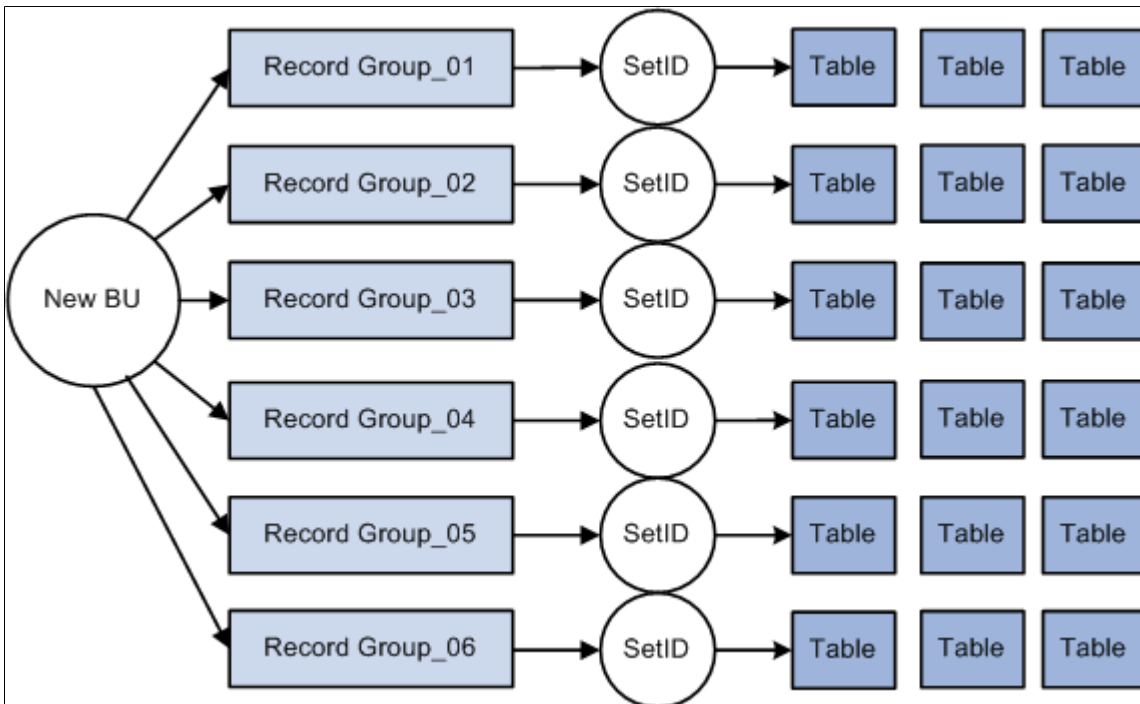 Record Group_01 SetID Table Table Table
Record Group_02 SetID Table Table Table
New BU Record Group_03 SetID Table Table Table
Record Group_04 SetID Table Table Table
Record Group_05 SetID Table Table Table
Record Group_06 SetID Table Table Table